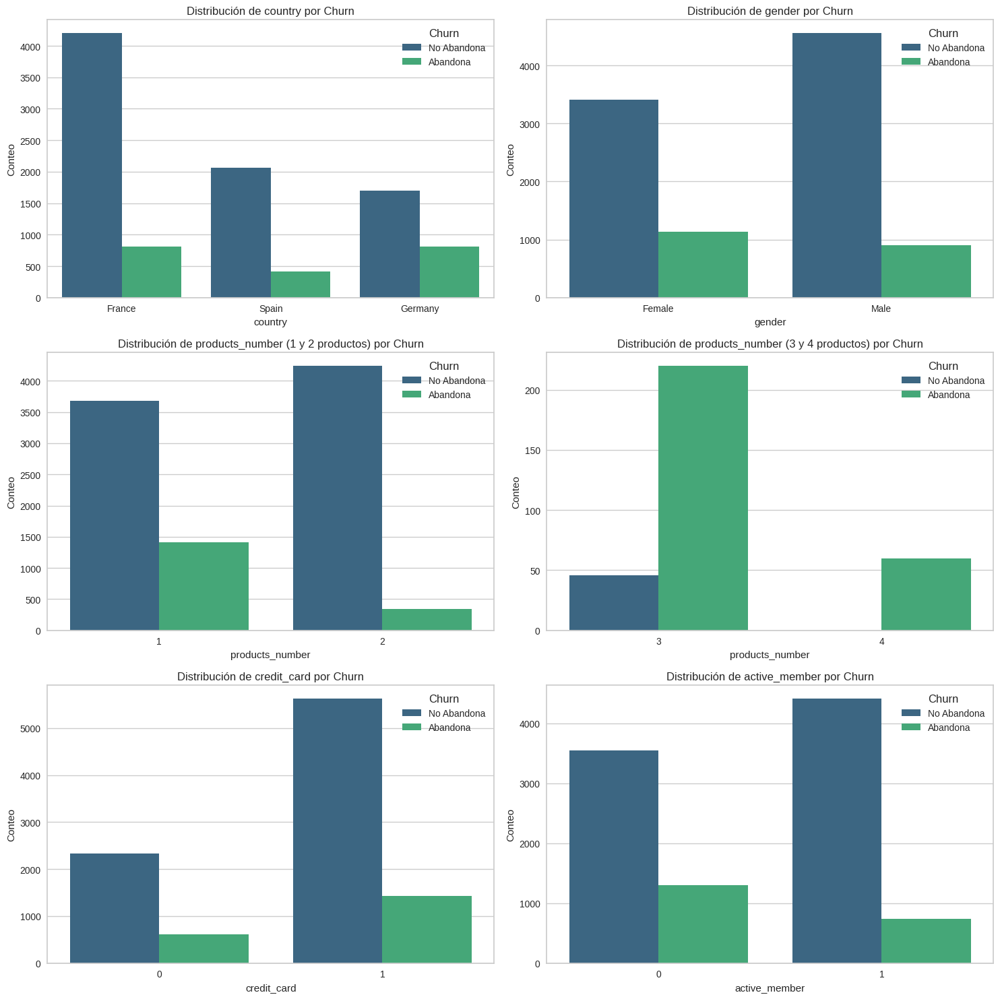 Distribución de country por Churn
Churn
No Abandona
Abandona
4000
3500
3000
2500
2000
1500
1000
500
0
Conteo
France
Spain
Germany
country
Distribución de gender por Churn
Churn
No Abandona
Abandona
4000
3000
2000
1000
0
Conteo
Female
Male
gender
Distribución de products_number (1 y 2 productos) por Churn
Churn
No Abandona
Abandona
4000
3500
3000
2500
2000
1500
1000
500
0
Conteo
1
2
products_number
Distribución de products_number (3 y 4 productos) por Churn
Churn
No Abandona
Abandona
200
150
100
50
0
Conteo
3
4
products_number
Distribución de credit_card por Churn
Churn
No Abandona
Abandona
5000
4000
3000
2000
1000
0
Conteo
0
1
credit_card
Distribución de active_member por Churn
Churn
No Abandona
Abandona
4000
3000
2000
1000
0
Conteo
0
1
active_member